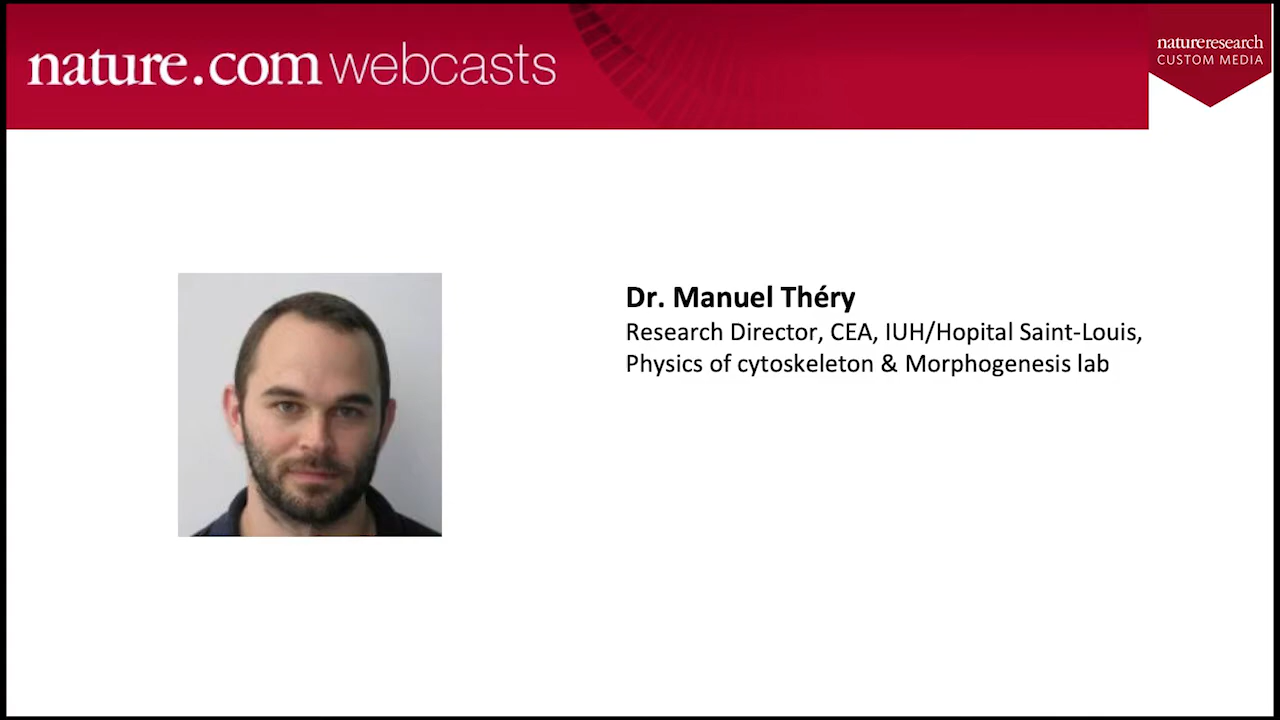 nature.com webcasts
natureresearch
CUSTOM MEDIA
Dr. Manuel Théry
Research Director, CEA, IUH/Hopital Saint-Louis,
Physics of cytoskeleton & Morphogenesis lab